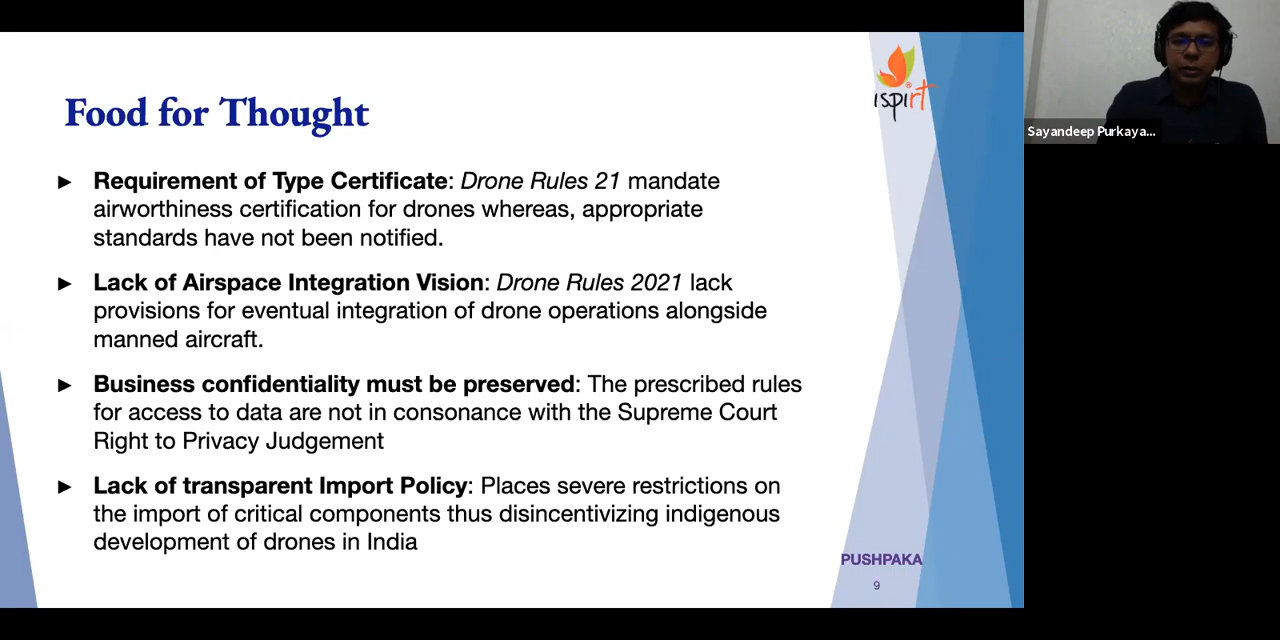 Food for Thought
► Requirement of Type Certificate: Drone Rules 21 mandate
airworthiness certification for drones whereas, appropriate
standards have not been notified.
► Lack of Airspace Integration Vision: Drone Rules 2021 lack
provisions for eventual integration of drone operations alongside
manned aircraft.
► Business confidentiality must be preserved: The prescribed rules
for access to data are not in consonance with the Supreme Court
Right to Privacy Judgement
► Lack of transparent Import Policy: Places severe restrictions on
the import of critical components thus disincentivizing indigenous
development of drones in India
ispirt
®
PUSHPAKA
9
Sayandeep Purkaya...